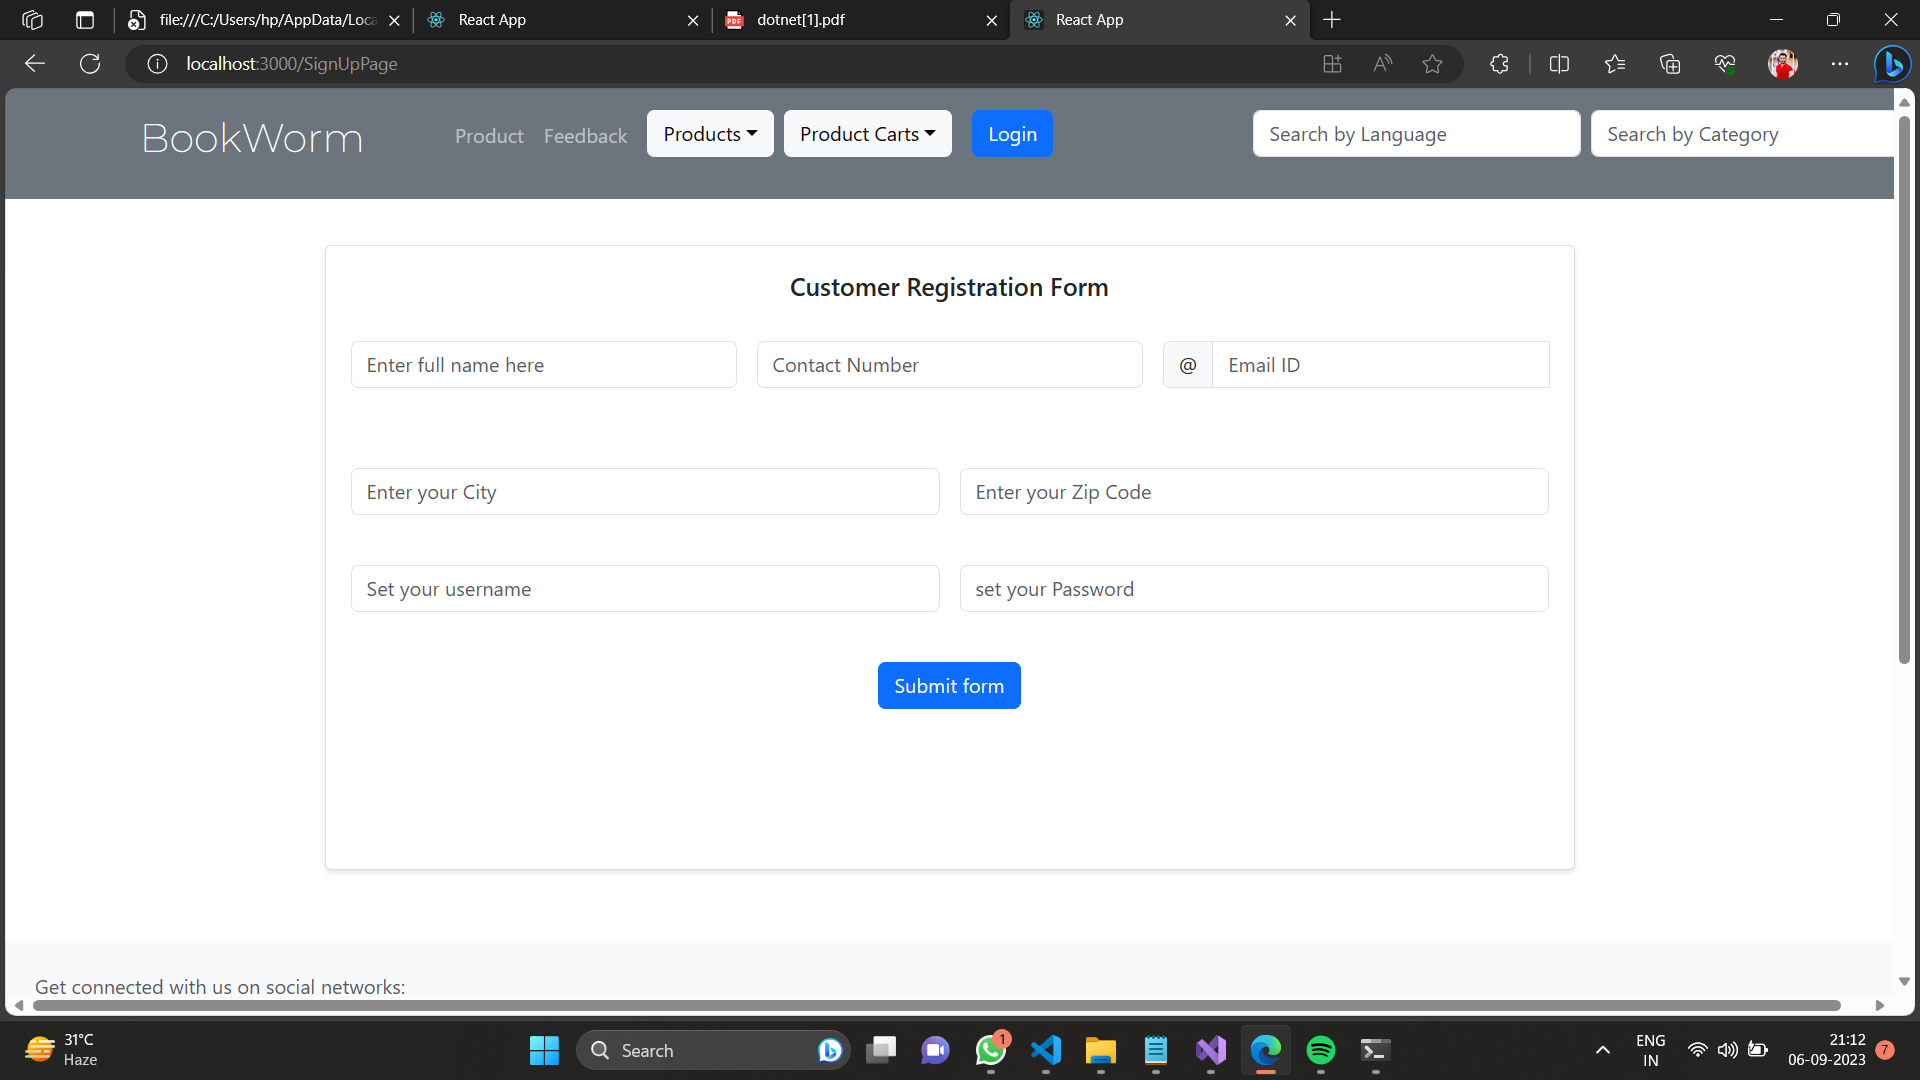 file:///C:/Users/hp/AppData/Loca
React App
dotnet[1].pdf
React App
localhost:3000/SignUpPage
BookWorm
Product
Feedback
Products
Product Carts
Login
Search by Language
Search by Category
Customer Registration Form
Enter full name here
Contact Number
@
Email ID
Enter your City
Enter your Zip Code
Set your username
set your Password
Submit form
Get connected with us on social networks:
31°C
Haze
Search
1
ENG
IN
21:12
06-09-2023
7